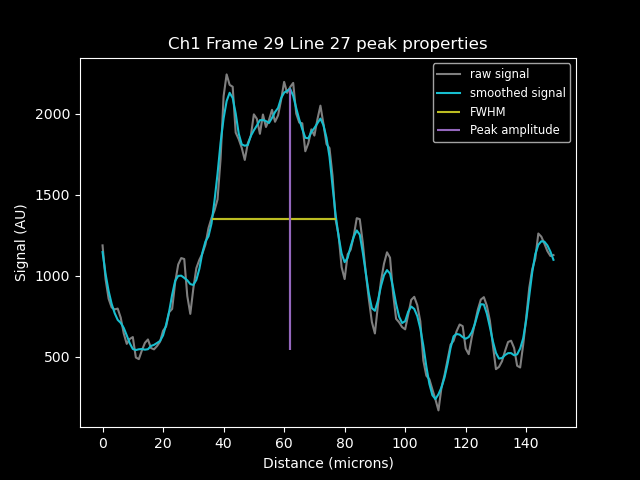 Ch1 Frame 29 Line 27 peak properties
raw signal
smoothed signal
FWHM
Peak amplitude
Signal (AU)
2000
1500
1000
500
0 20 40 60 80 100 120 140
Distance (microns)